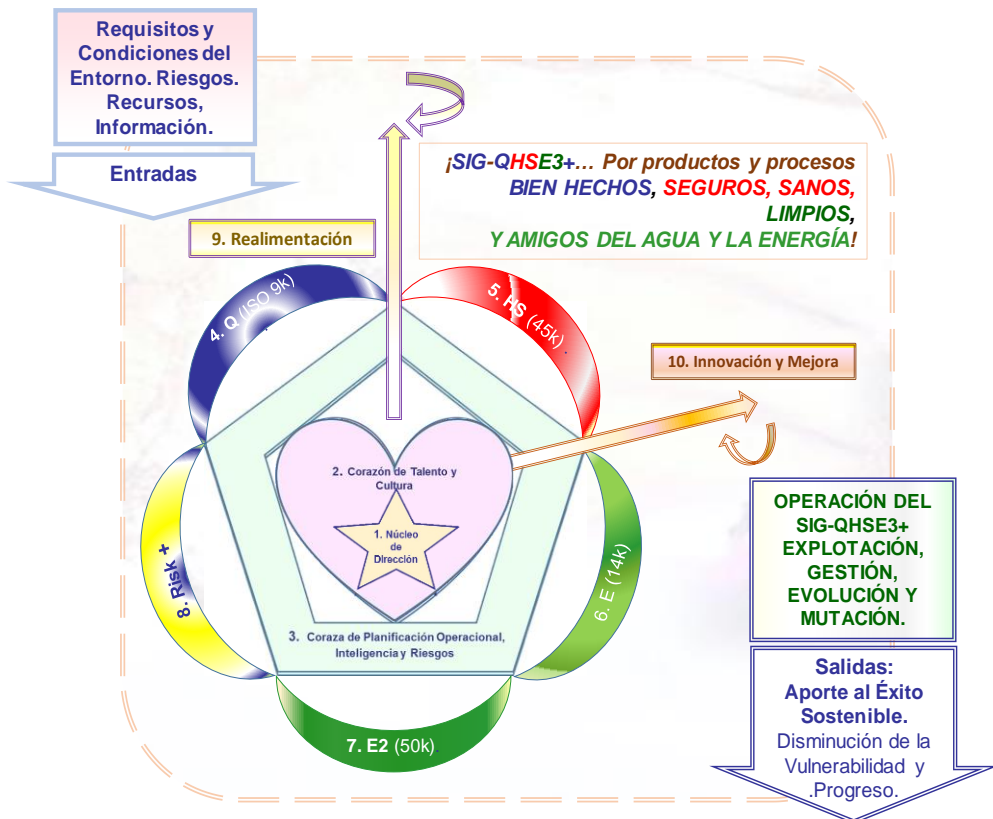 Requisitos y
Condiciones del
Entorno. Riesgos.
Recursos,
Información.
Entradas
¡SIG-QHSE3+... Por productos y procesos
BIEN HECHOS, SEGUROS, SANOS,
LIMPIOS,
Y AMIGOS DEL AGUA Y LA ENERGÍA!
9. Realimentación
4. Q (ISO 9k)
5. HS (45k).
10. Innovación y Mejora
2. Corazón de Talento y
Cultura
1. Núcleo
de
Dirección
8. Risk +
6. E (14k)
3. Coraza de Planificación Operacional,
Inteligencia y Riesgos
7. E2 (50k).
OPERACIÓN DEL
SIG-QHSE3+
EXPLOTACIÓN,
GESTIÓN,
EVOLUCIÓN Y
MUTACIÓN.
Salidas:
Aporte al Éxito
Sostenible.
Disminución de la
Vulnerabilidad y
.Progreso.